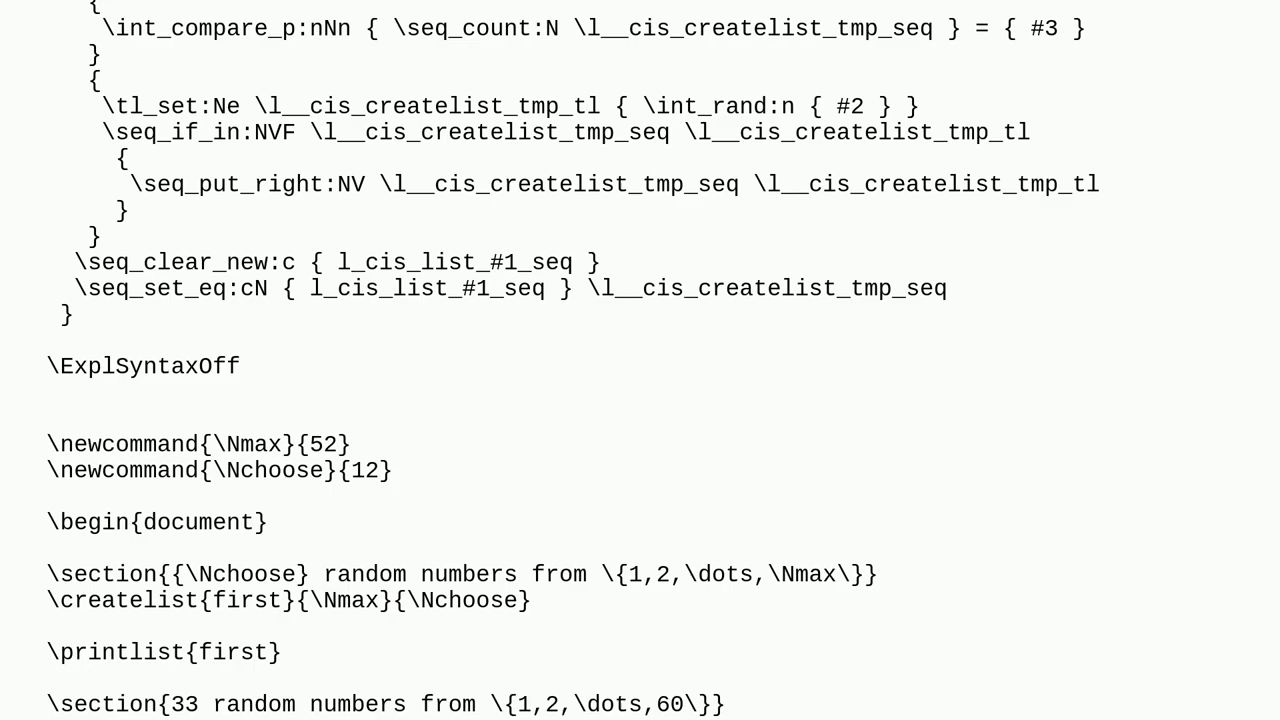 {
\int_compare_p:nNn { \seq_count:N \l__cis_createlist_tmp_seq } = { #3 }
}
{
\tl_set:Ne \l__cis_createlist_tmp_tl { \int_rand:n { #2 } }
\seq_if_in:NVF \l__cis_createlist_tmp_seq \l__cis_createlist_tmp_tl
{
\seq_put_right:NV \l__cis_createlist_tmp_seq \l__cis_createlist_tmp_tl
}
}
\seq_clear_new:c { l_cis_list_#1_seq }
\seq_set_eq:cN { l_cis_list_#1_seq } \l__cis_createlist_tmp_seq
}
\ExplSyntaxOff
\newcommand{\Nmax}{52}
\newcommand{\Nchoose}{12}
\begin{document}
\section{{\Nchoose} random numbers from \{1,2,\dots,\Nmax\}}
\createlist{first}{\Nmax}{\Nchoose}
\printlist{first}
\section{33 random numbers from \{1,2,\dots,60\}}